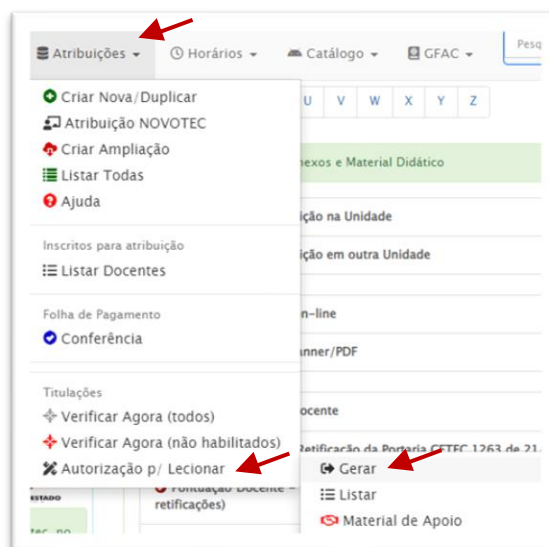 Atribuições Horários Catálogo GFAC Pesq
Criar Nova/Duplicar
U V W X Y Z
Atribuição NOVOTEC
Criar Ampliação
nexos e Material Didático
Listar Todas
Ajuda
ição na Unidade
Inscritos para atribuição
ição em outra Unidade
Listar Docentes
Folha de Pagamento
n-line
Conferência
nner/PDF
Titulações
ocente
Verificar Agora (todos)
Verificar Agora (não habilitados)
Retificação da Portaria CETEC 1263 de 21
Autorização p/ Lecionar
Gerar
ESTADO
Pontuação Docente –
retificações)
Listar
Material de Apoio